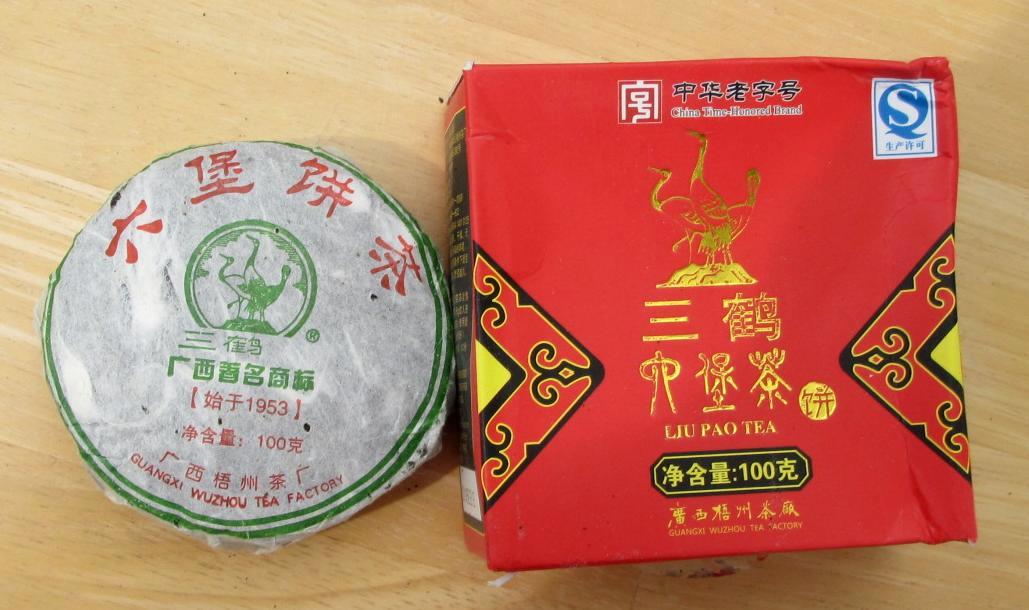 六堡饼茶
三鹤
®
广西著名商标
【始于1953】
净含量：100克
广西梧州茶厂
GUANGXI WUZHOU TEA FACTORY
中华老字号
China Time-Honored Brand
S
生产许可
三鹤
六堡茶
饼
LIU PAO TEA
净含量:100克
廣西梧州茶厰
GUANGXI WUZHOU TEA FACTORY